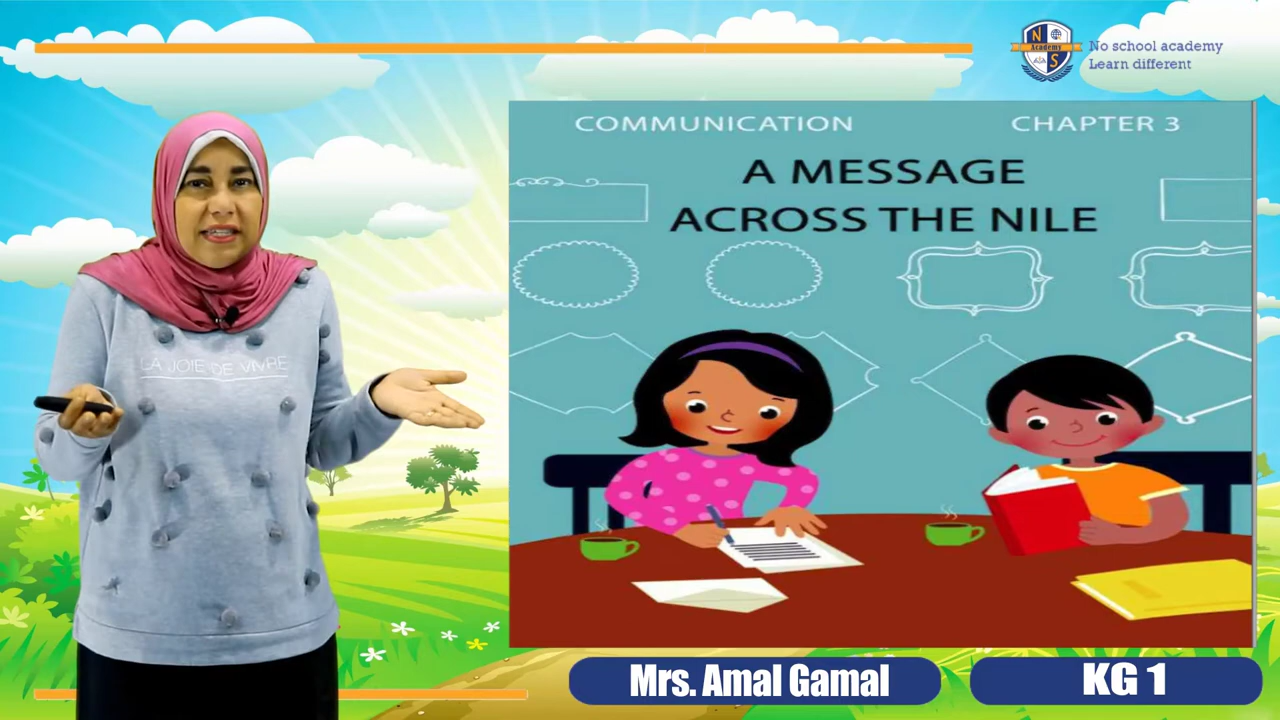 N
Academy
S
No school academy
Learn different
COMMUNICATION
CHAPTER 3
A MESSAGE
ACROSS THE NILE
LA JOIE DE VIVRE
Mrs. Amal Gamal
KG 1